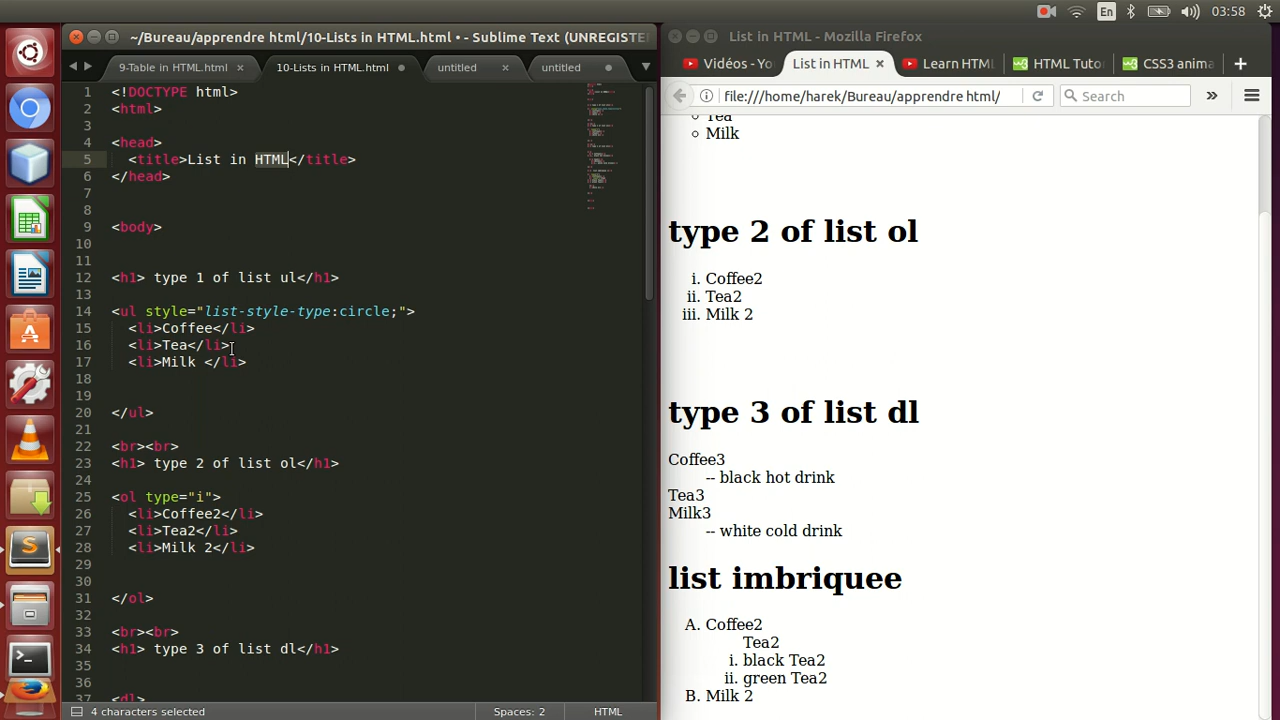 En
03:58
~/Bureau/apprendre html/10-Lists in HTML.html • - Sublime Text (UNREGISTE
9-Table in HTML.html
10-Lists in HTML.html
untitled
untitled
1 <!DOCTYPE html>
2 <html>
3
4 <head>
5 <title>List in HTML</title>
6 </head>
7
8
9 <body>
10
11
12 <h1> type 1 of list ul</h1>
13
14 <ul style="list-style-type:circle;">
15 <li>Coffee</li>
16 <li>Tea</li>
17 <li>Milk </li>
18
19
20 </ul>
21
22 <br><br>
23 <h1> type 2 of list ol</h1>
24
25 <ol type="i">
26 <li>Coffee2</li>
27 <li>Tea2</li>
28 <li>Milk 2</li>
29
30
31 </ol>
32
33 <br><br>
34 <h1> type 3 of list dl</h1>
35
36
37 <dl>
4 characters selected
Spaces: 2
HTML
List in HTML - Mozilla Firefox
Vidéos - Yo
List in HTML
Learn HTML
HTML Tuto
CSS3 anima
file:///home/harek/Bureau/apprendre html/
Search
Tea
Milk
type 2 of list ol
i. Coffee2
ii. Tea2
iii. Milk 2
type 3 of list dl
Coffee3
-- black hot drink
Tea3
Milk3
-- white cold drink
list imbriquee
A. Coffee2
Tea2
i. black Tea2
ii. green Tea2
B. Milk 2